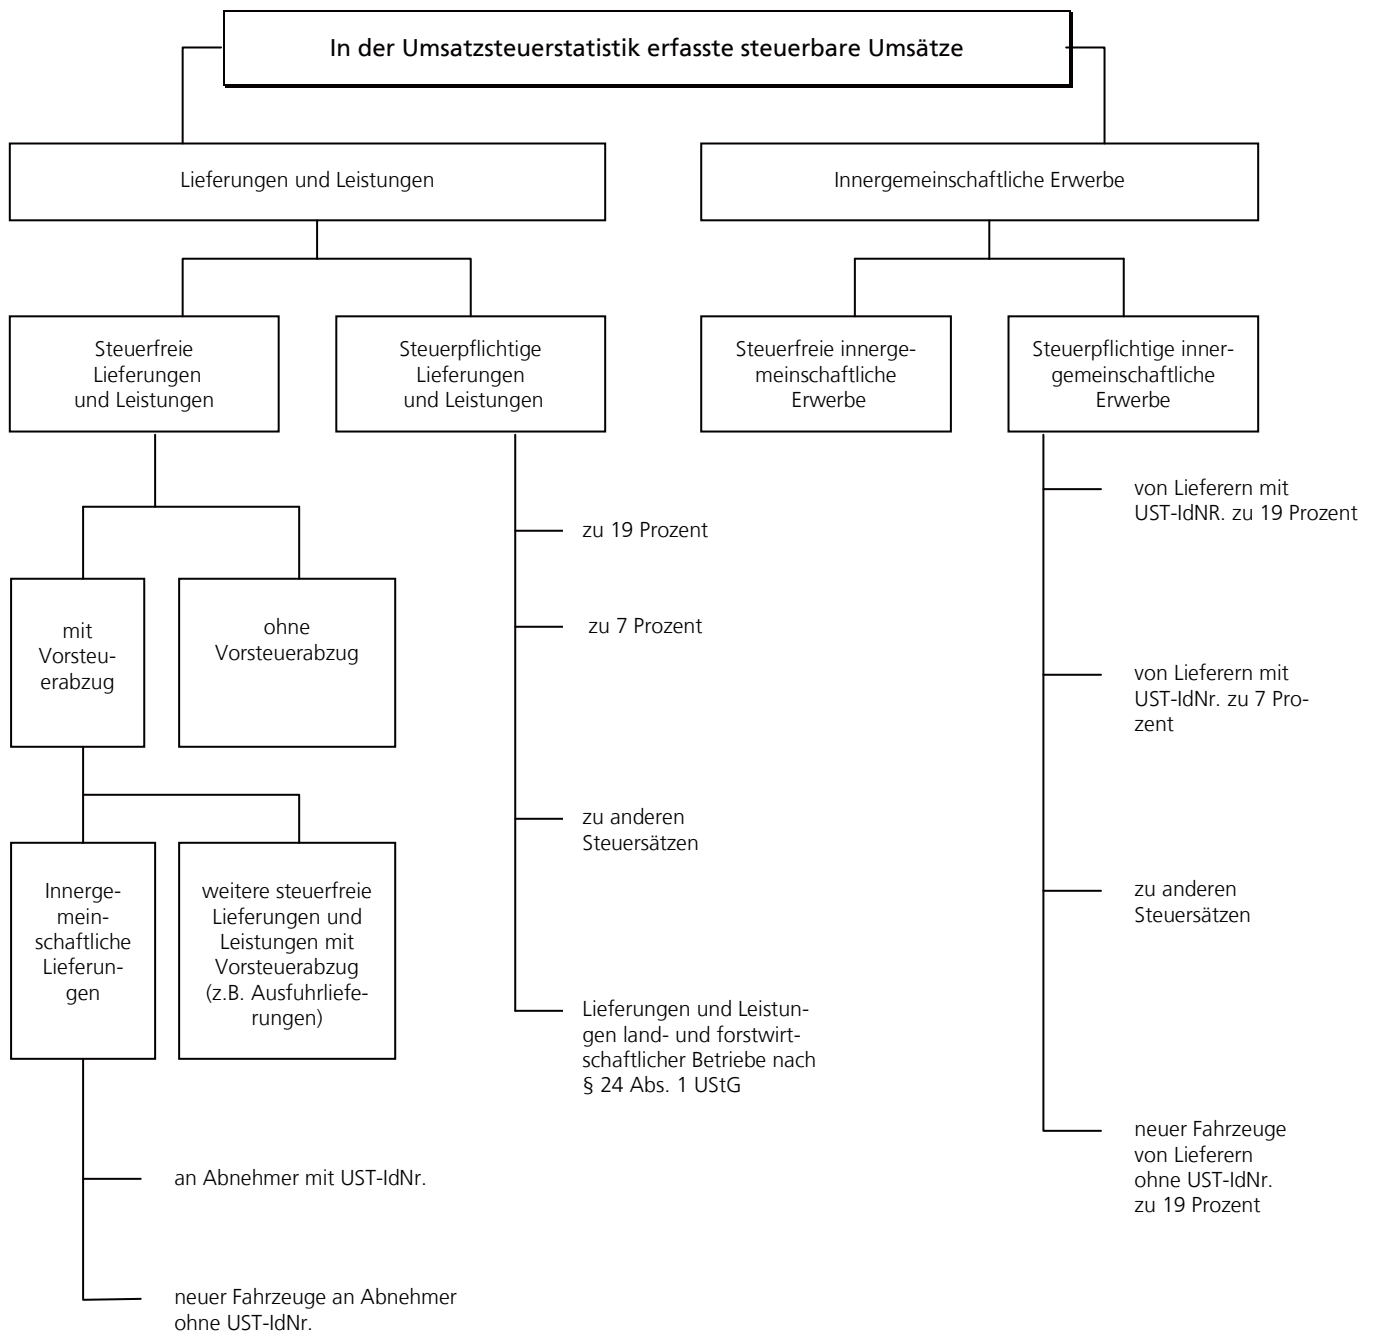 In der Umsatzsteuerstatistik erfasste steuerbare Umsätze
Lieferungen und Leistungen
Innergemeinschaftliche Erwerbe
Steuerfreie
Lieferungen
und Leistungen
Steuerpflichtige
Lieferungen
und Leistungen
Steuerfreie innerge-
meinschaftliche
Erwerbe
Steuerpflichtige inner-
gemeinschaftliche
Erwerbe
mit
Vorsteu-
erabzug
ohne
Vorsteuerabzug
Innerge-
mein-
schaftliche
Lieferun-
gen
weitere steuerfreie
Lieferungen und
Leistungen mit
Vorsteuerabzug
(z.B. Ausfuhrliefe-
rungen)
an Abnehmer mit UST-IdNr.
neuer Fahrzeuge an Abnehmer
ohne UST-IdNr.
zu 19 Prozent
zu 7 Prozent
zu anderen
Steuersätzen
Lieferungen und Leistun-
gen land- und forstwirt-
schaftlicher Betriebe nach
§ 24 Abs. 1 UStG
von Lieferern mit
UST-IdNR. zu 19 Prozent
von Lieferern mit
UST-IdNr. zu 7 Pro-
zent
zu anderen
Steuersätzen
neuer Fahrzeuge
von Lieferern
ohne UST-IdNr.
zu 19 Prozent